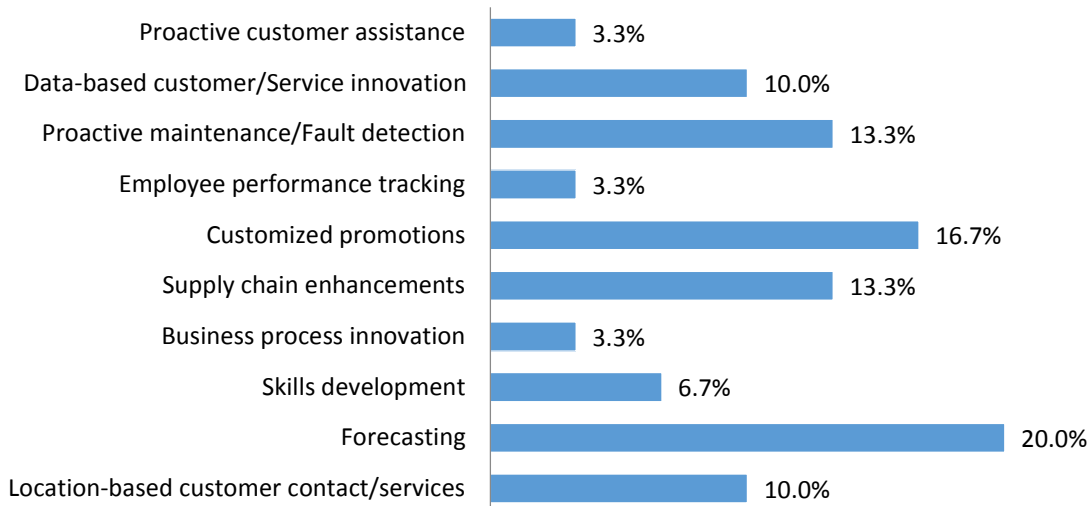 Proactive customer assistance 3.3%
Data-based customer/Service innovation 10.0%
Proactive maintenance/Fault detection 13.3%
Employee performance tracking 3.3%
Customized promotions 16.7%
Supply chain enhancements 13.3%
Business process innovation 3.3%
Skills development 6.7%
Forecasting 20.0%
Location-based customer contact/services 10.0%